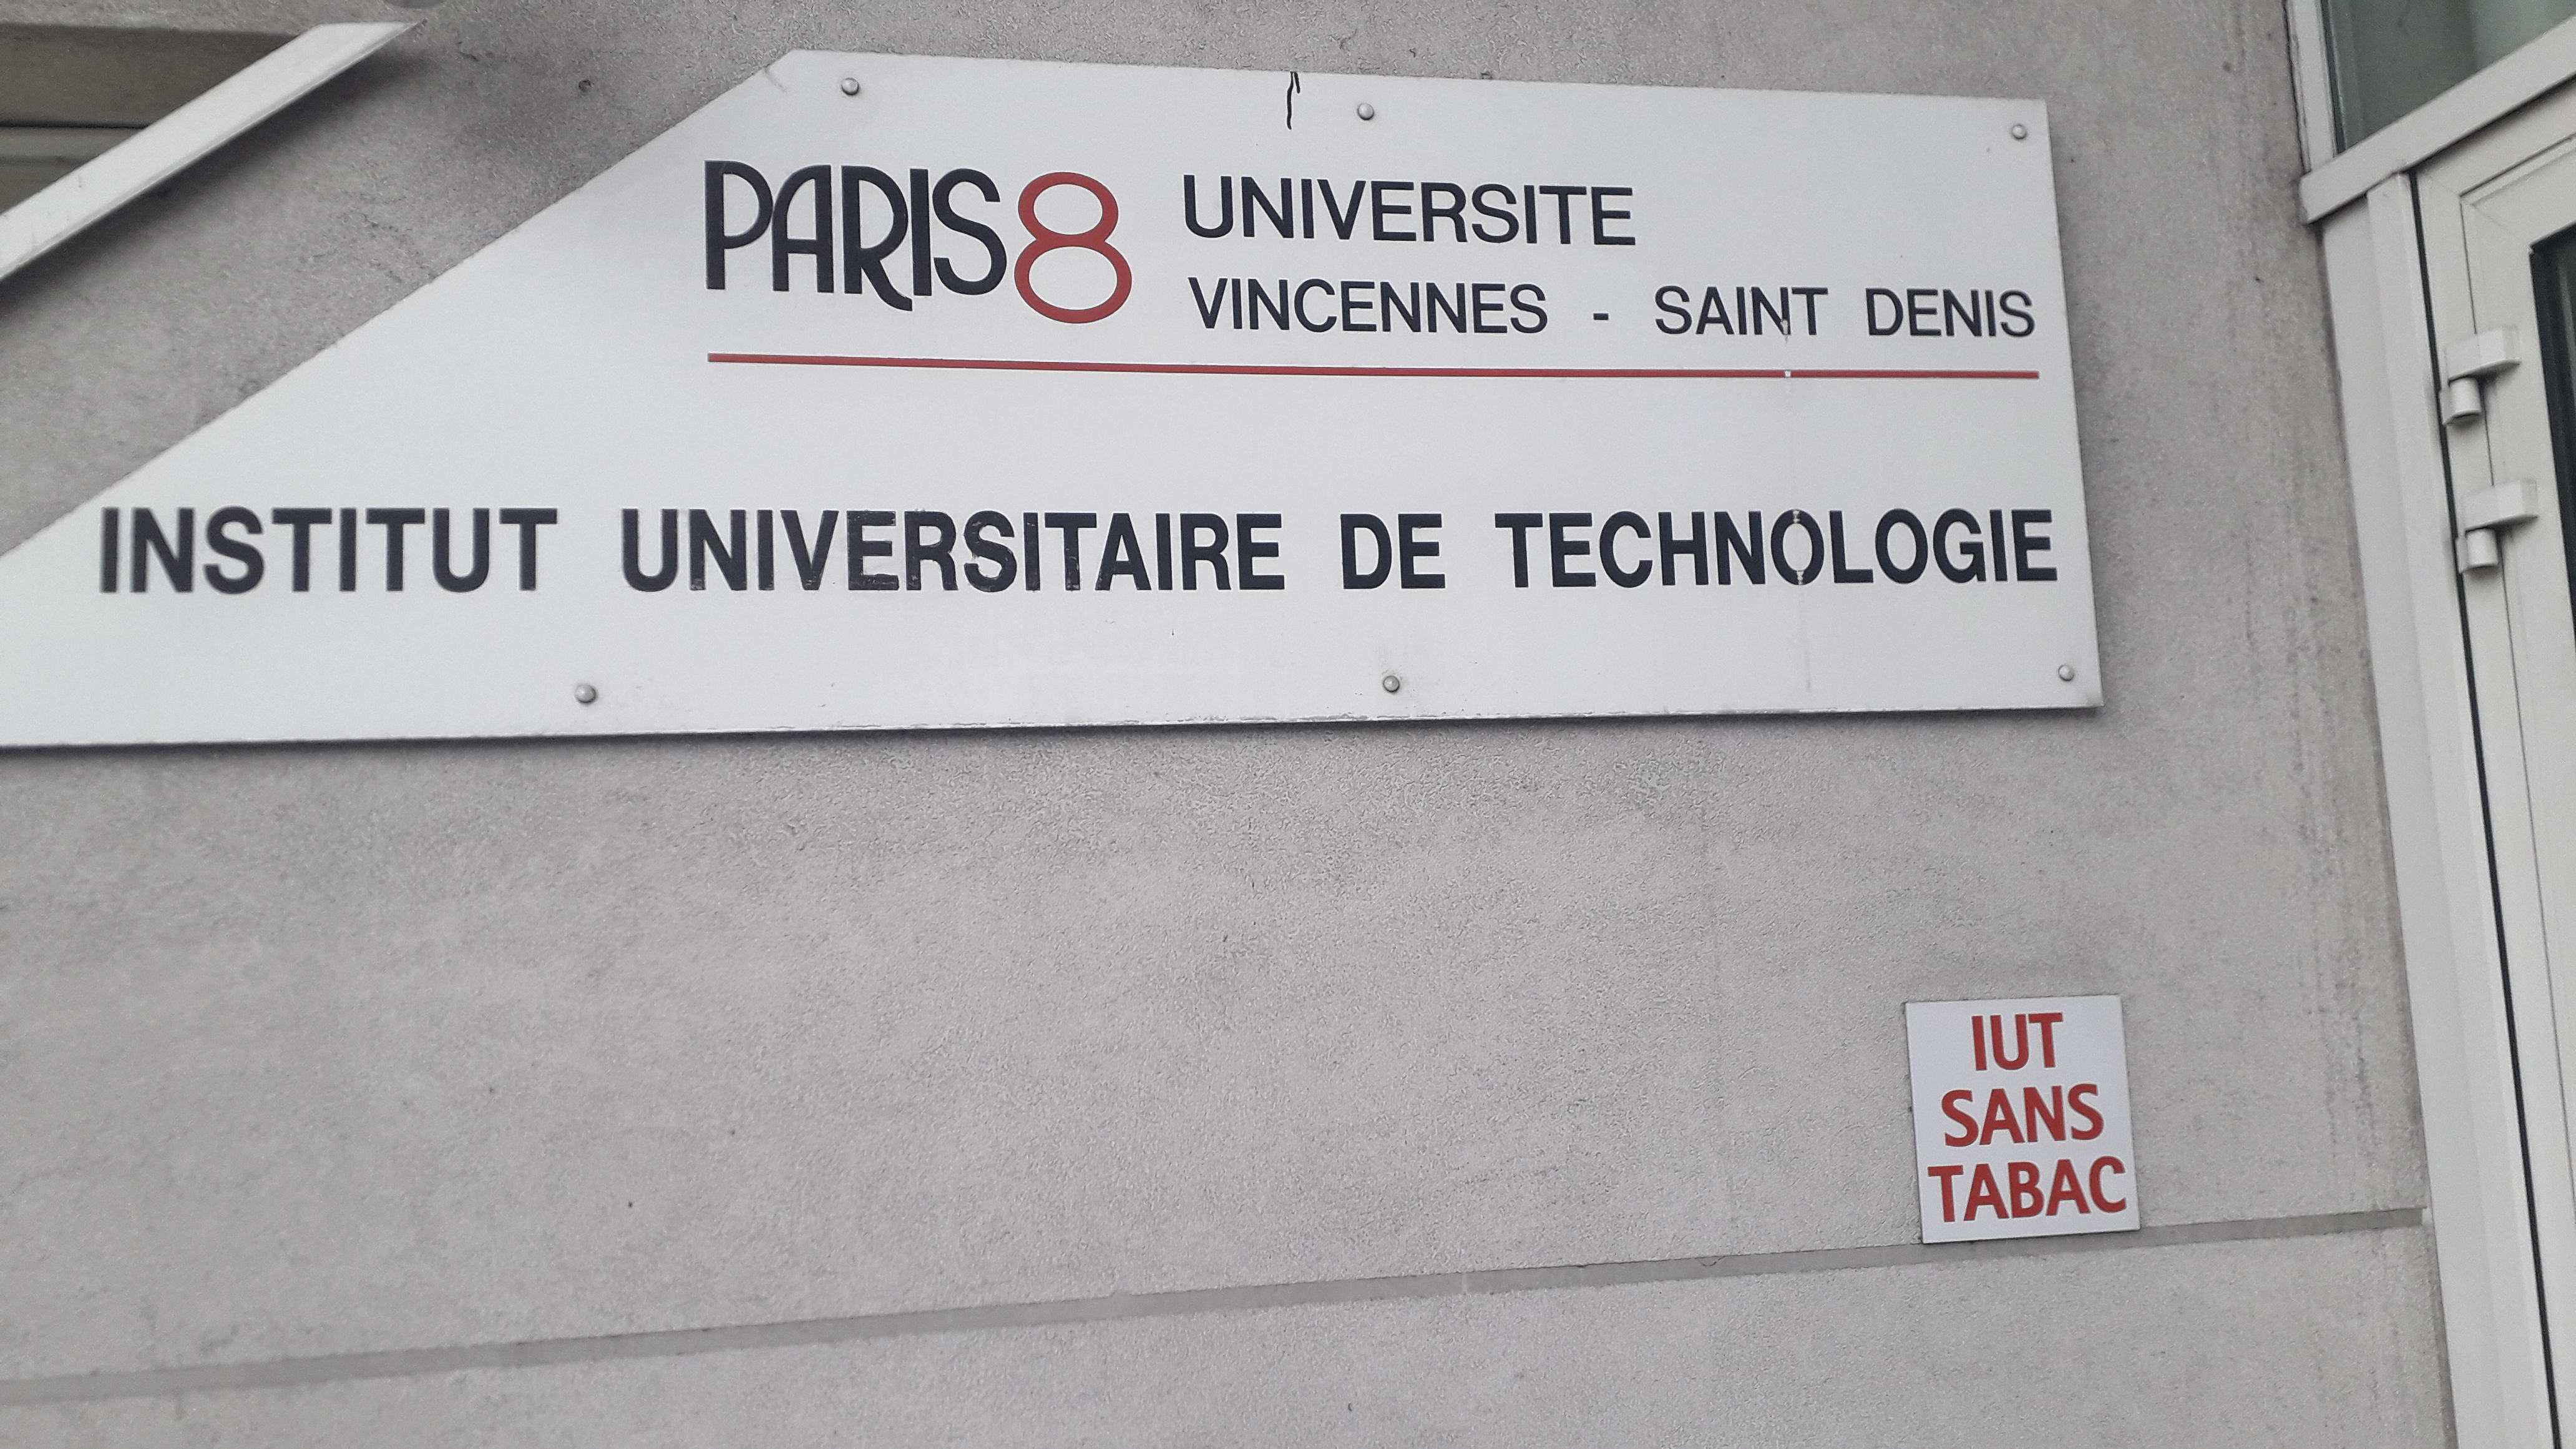 PARIS8 UNIVERSITE
VINCENNES - SAINT DENIS
INSTITUT UNIVERSITAIRE DE TECHNOLOGIE
IUT
SANS
TABAC